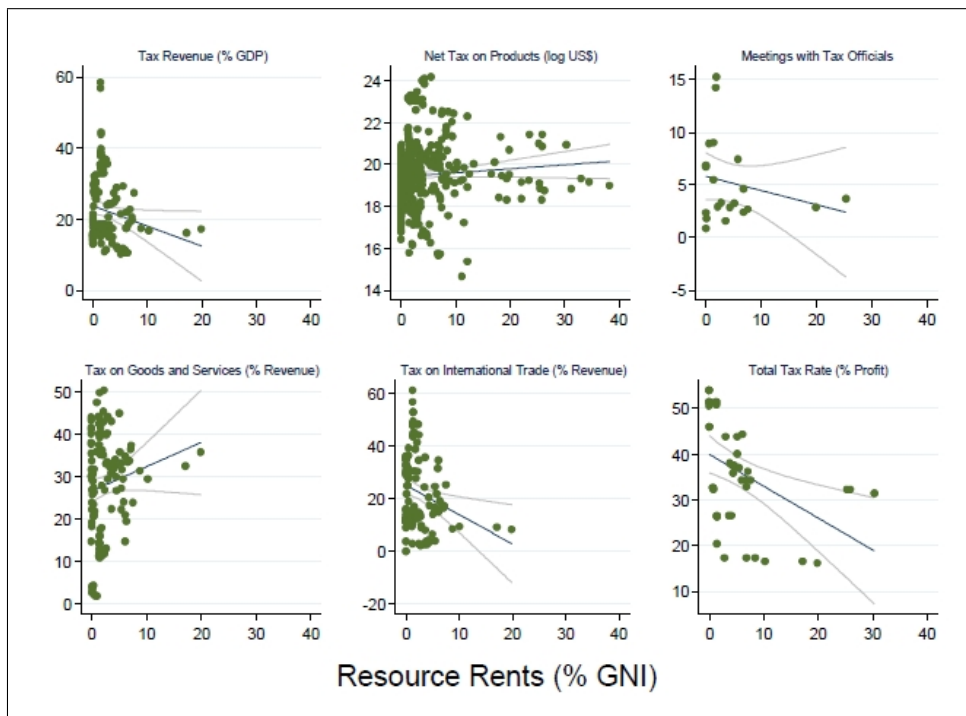 Tax Revenue (% GDP)
60
40
20
0
0 10 20 30 40
Net Tax on Products (log US$)
24
22
20
18
16
14
0 10 20 30 40
Meetings with Tax Officials
15
10
5
0
-5
0 10 20 30 40
Tax on Goods and Services (% Revenue)
50
40
30
20
10
0
0 10 20 30 40
Tax on International Trade (% Revenue)
60
40
20
0
-20
0 10 20 30 40
Total Tax Rate (% Profit)
50
40
30
20
10
0 10 20 30 40
Resource Rents (% GNI)